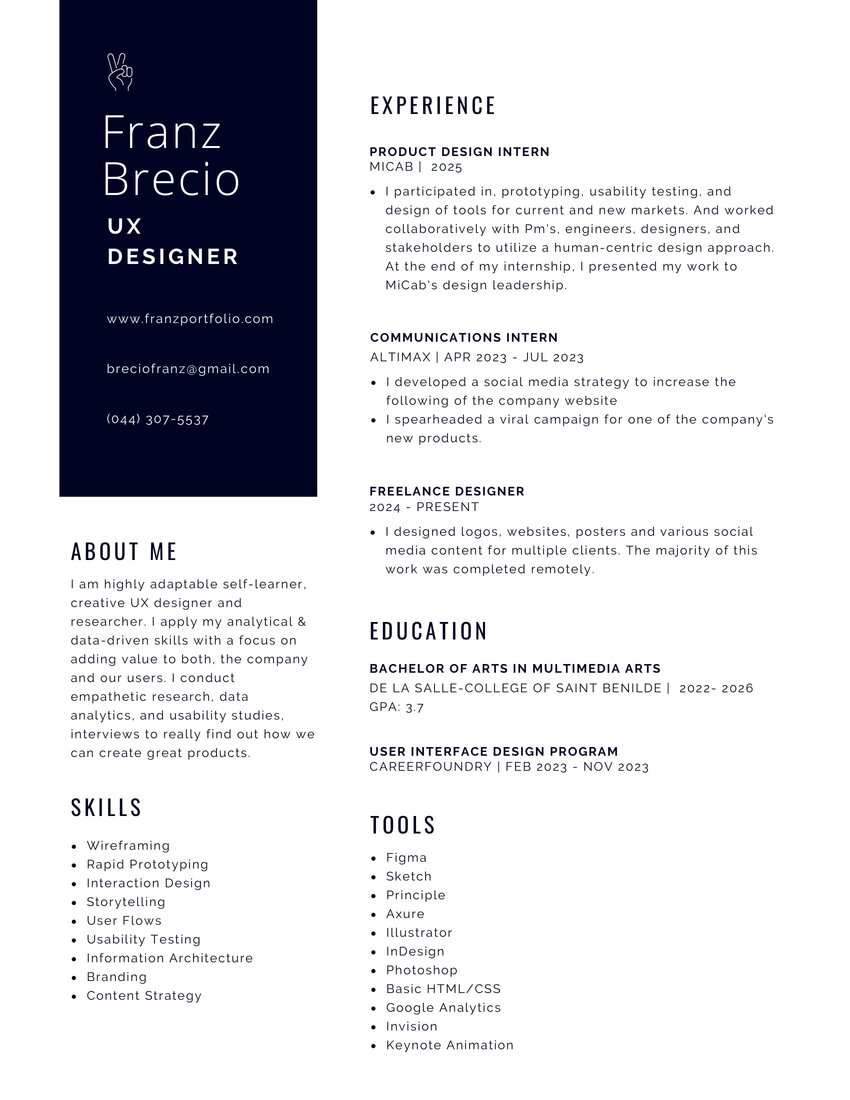 Franz
Brecio
UX
DESIGNER
www.franzportfolio.com
breciofranz@gmail.com
(044) 307-5537
ABOUT ME
I am highly adaptable self-learner,
creative UX designer and
researcher. I apply my analytical &
data-driven skills with a focus on
adding value to both, the company
and our users. I conduct
empathetic research, data
analytics, and usability studies,
interviews to really find out how we
can create great products.
SKILLS
• Wireframing
• Rapid Prototyping
• Interaction Design
• Storytelling
• User Flows
• Usability Testing
• Information Architecture
• Branding
• Content Strategy
EXPERIENCE
PRODUCT DESIGN INTERN
MICAB | 2025
• I participated in, prototyping, usability testing, and
design of tools for current and new markets. And worked
collaboratively with Pm's, engineers, designers, and
stakeholders to utilize a human-centric design approach.
At the end of my internship, I presented my work to
MiCab's design leadership.
COMMUNICATIONS INTERN
ALTIMAX | APR 2023 - JUL 2023
• I developed a social media strategy to increase the
following of the company website
• I spearheaded a viral campaign for one of the company's
new products.
FREELANCE DESIGNER
2024 - PRESENT
• I designed logos, websites, posters and various social
media content for multiple clients. The majority of this
work was completed remotely.
EDUCATION
BACHELOR OF ARTS IN MULTIMEDIA ARTS
DE LA SALLE-COLLEGE OF SAINT BENILDE | 2022- 2026
GPA: 3.7
USER INTERFACE DESIGN PROGRAM
CAREERFOUNDRY | FEB 2023 - NOV 2023
TOOLS
• Figma
• Sketch
• Principle
• Axure
• Illustrator
• InDesign
• Photoshop
• Basic HTML/CSS
• Google Analytics
• Invision
• Keynote Animation